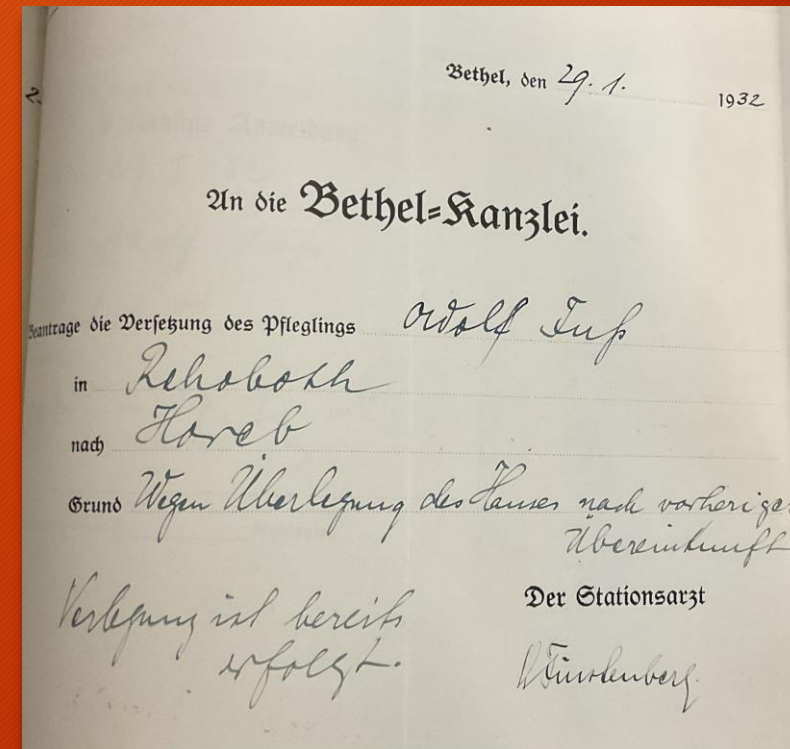 Bethel, den 29. 1. 1932
An die Bethel-Kanzlei.
Beantrage die Versetzung des Pfleglings Adolf Fuß
in Rehoboth
nach Horeb
Grund Wegen Überlegung des Hauses nach vorheriger
Übereinkunft
Der Stationsarzt
Verlegung ist bereits
erfolgt.